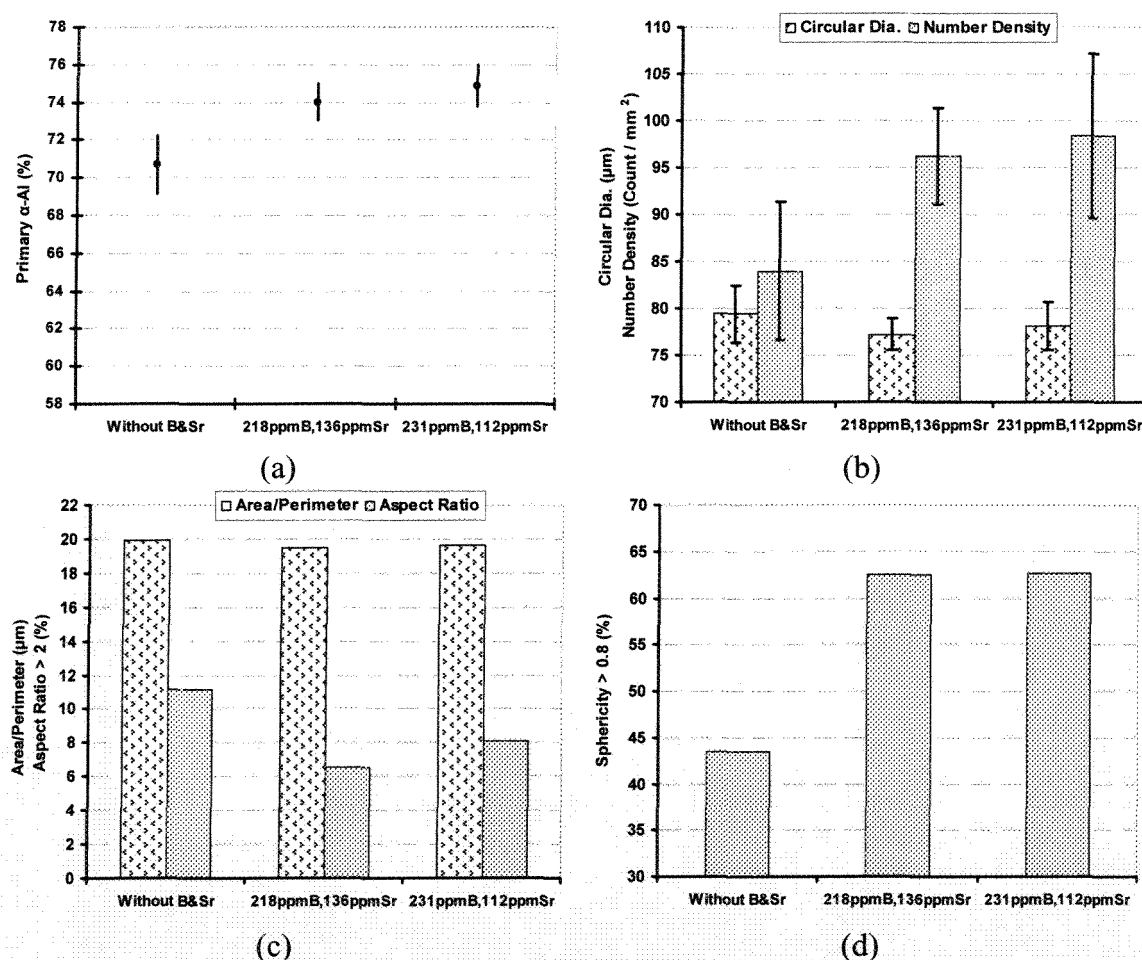 78
76
74
72
70
68
66
64
62
60
58
Primary α-Al (%)
Without B&Sr 218ppmB,136ppmSr 231ppmB,112ppmSr
(a)
Circular Dia. Number Density
110
105
100
95
90
85
80
75
70
Circular Dia. (µm)
Number Density (Count / mm²)
Without B&Sr 218ppmB,136ppmSr 231ppmB,112ppmSr
(b)
Area/Perimeter Aspect Ratio
22
20
18
16
14
12
10
8
6
4
2
0
Area/Perimeter (µm)
Aspect Ratio > 2 (%)
Without B&Sr 218ppmB,136ppmSr 231ppmB,112ppmSr
(c)
70
65
60
55
50
45
40
35
30
Sphericity > 0.8 (%)
Without B&Sr 218ppmB,136ppmSr 231ppmB,112ppmSr
(d)